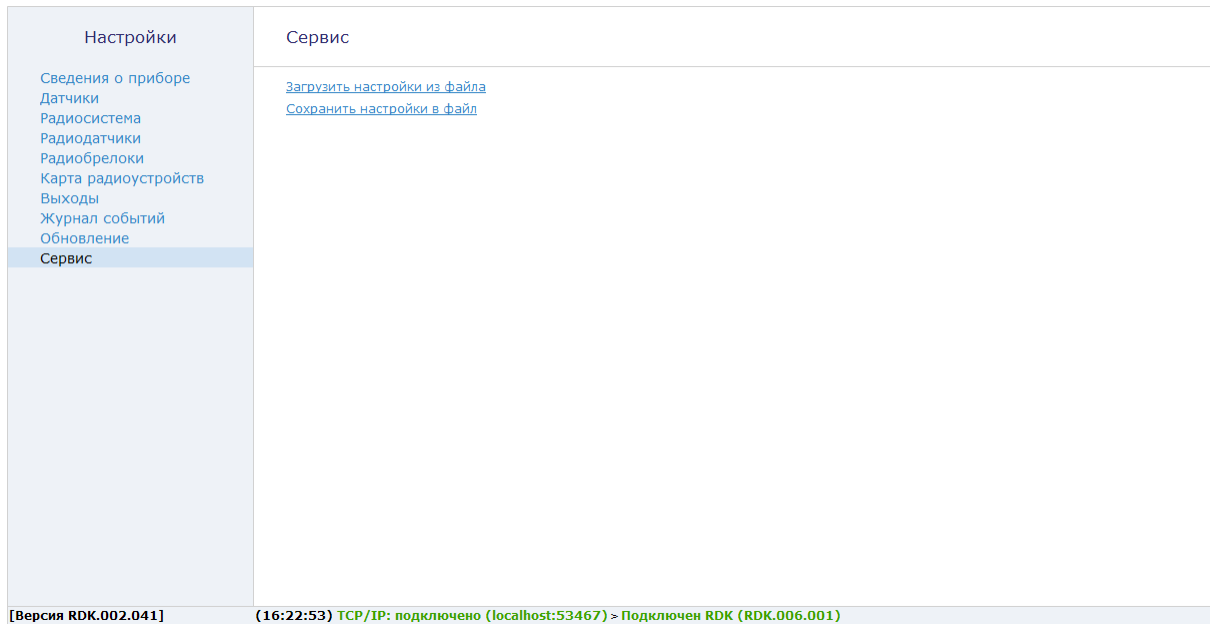 Настройки
Сведения о приборе
Датчики
Радиосистема
Радиодатчики
Радиобрелоки
Карта радиоустройств
Выходы
Журнал событий
Обновление
Сервис
Сервис
Загрузить настройки из файла
Сохранить настройки в файл
[Версия RDK.002.041]
(16:22:53) TCP/IP: подключено (localhost:53467) > Подключен RDK (RDK.006.001)